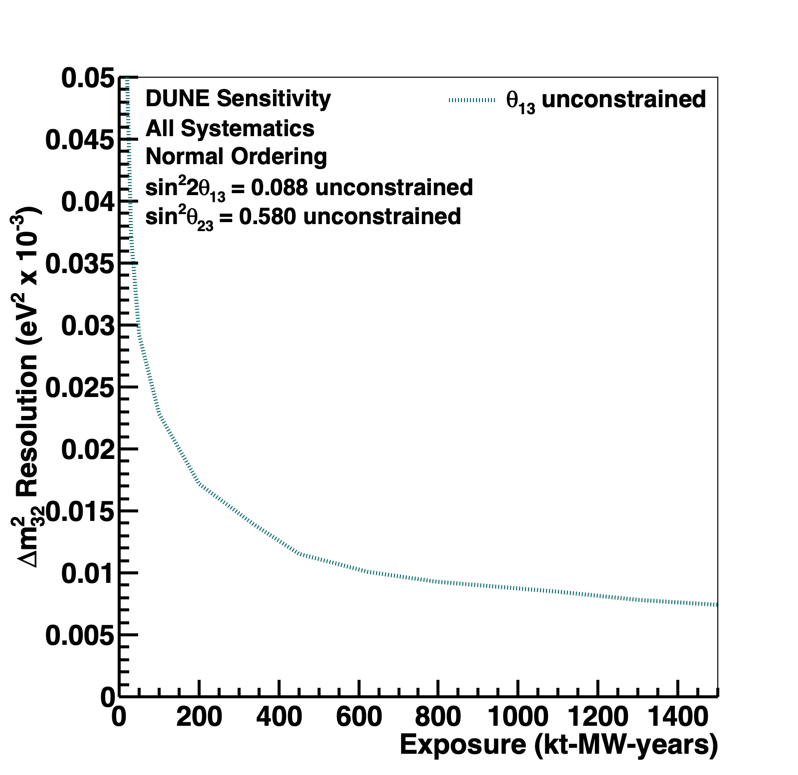 DUNE Sensitivity
All Systematics
Normal Ordering
sin²2θ₁₃ = 0.088 unconstrained
sin²θ₂₃ = 0.580 unconstrained
θ₁₃ unconstrained
Δm²₃₂ Resolution (eV² x 10⁻³)
0.05
0.045
0.04
0.035
0.03
0.025
0.02
0.015
0.01
0.005
0
0 200 400 600 800 1000 1200 1400
Exposure (kt-MW-years)